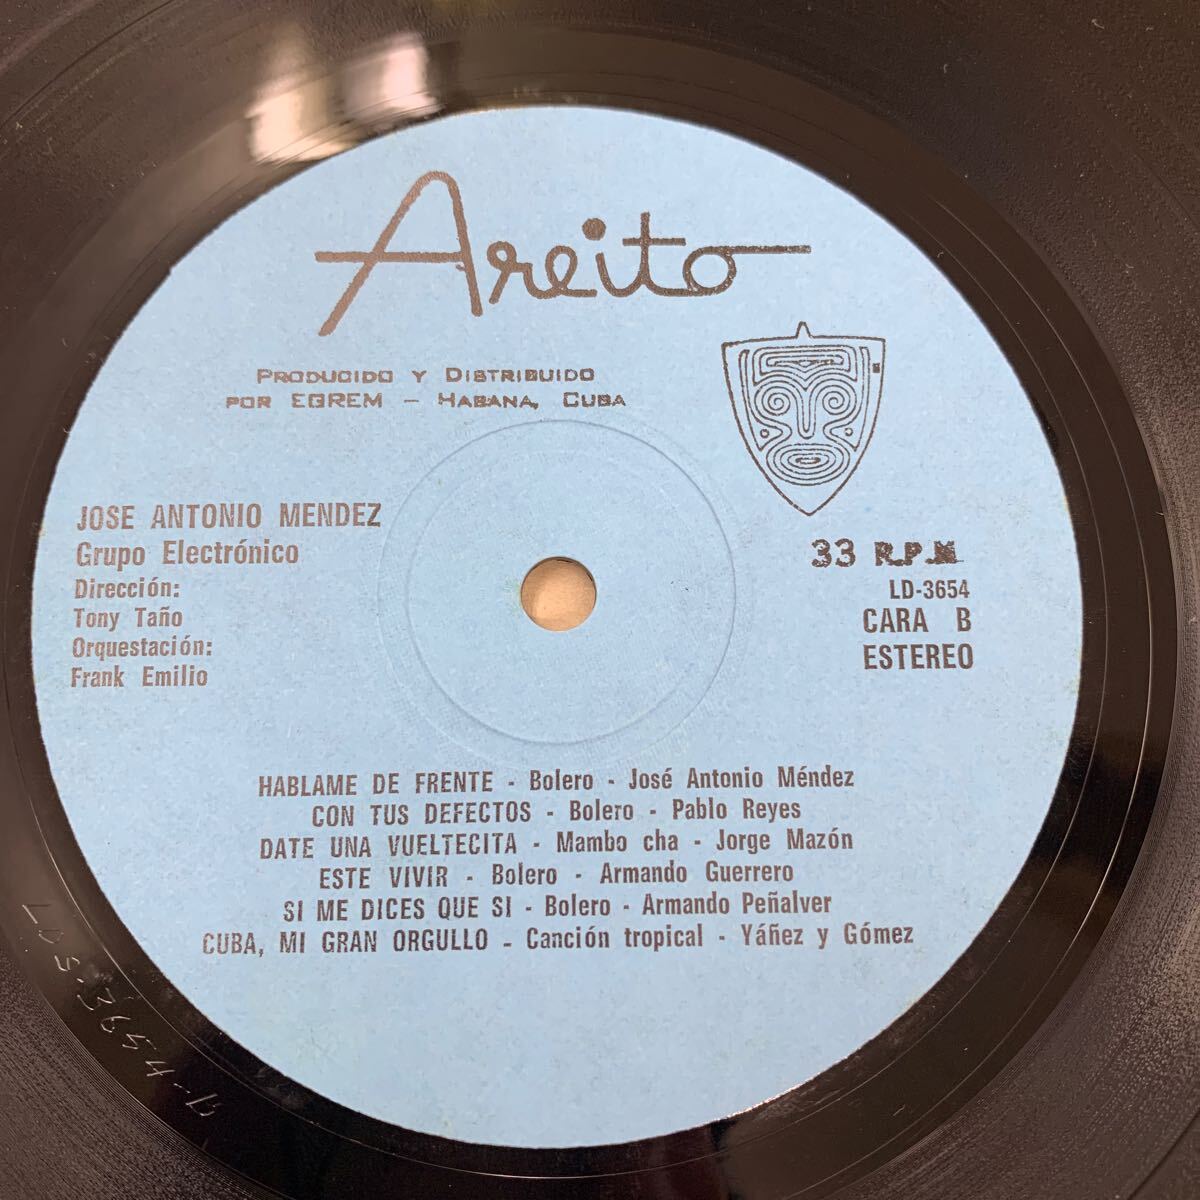 Areito
PRODUCIDO Y DISTRIBUIDO
POR EGREM – HABANA, CUBA
JOSE ANTONIO MENDEZ
Grupo Electrónico
Dirección:
Tony Taño
Orquestación:
Frank Emilio
33 R.P.M
LD-3654
CARA B
ESTEREO
HABLAME DE FRENTE - Bolero - José Antonio Méndez
CON TUS DEFECTOS - Bolero - Pablo Reyes
DATE UNA VUELTECITA - Mambo cha - Jorge Mazón
ESTE VIVIR - Bolero - Armando Guerrero
SI ME DICES QUE SI - Bolero - Armando Peñalver
CUBA, MI GRAN ORGULLO - Canción tropical - Yáñez y Gómez
LDS-3654-B